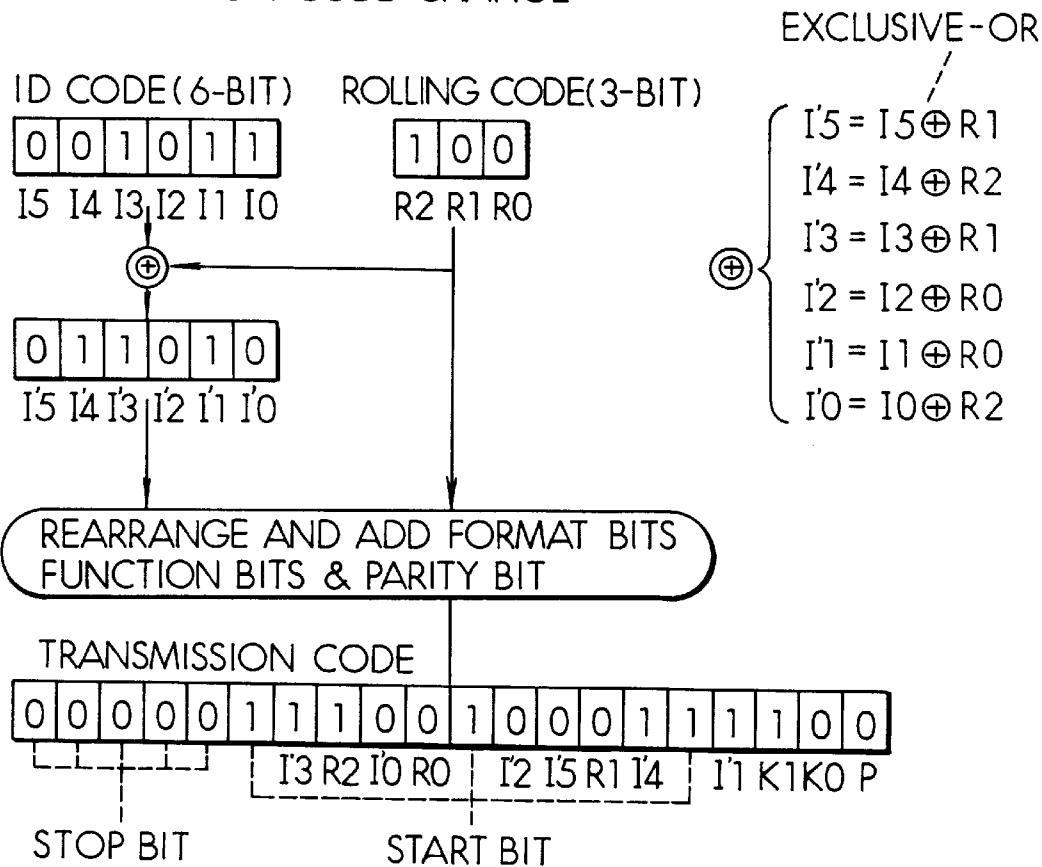 CODE CHANGE
EXCLUSIVE-OR
ID CODE(6-BIT) ROLLING CODE(3-BIT)
0 0 1 0 1 1
1 0 0
I5 I4 I3 I2 I1 I0
R2 R1 R0
⊕
0 1 1 0 1 0
I'5 I'4 I'3 I'2 I'1 I'0
⊕
I'5 = I5 ⊕ R1
I'4 = I4 ⊕ R2
I'3 = I3 ⊕ R1
I'2 = I2 ⊕ R0
I'1 = I1 ⊕ R0
I'0 = I0 ⊕ R2
REARRANGE AND ADD FORMAT BITS
FUNCTION BITS & PARITY BIT
TRANSMISSION CODE
0 0 0 0 0 1 1 1 0 0 1 0 0 0 1 1 1 1 0 0
I'3 R2 I'0 R0 I'2 I'5 R1 I'4 I'1 K1 K0 P
STOP BIT START BIT